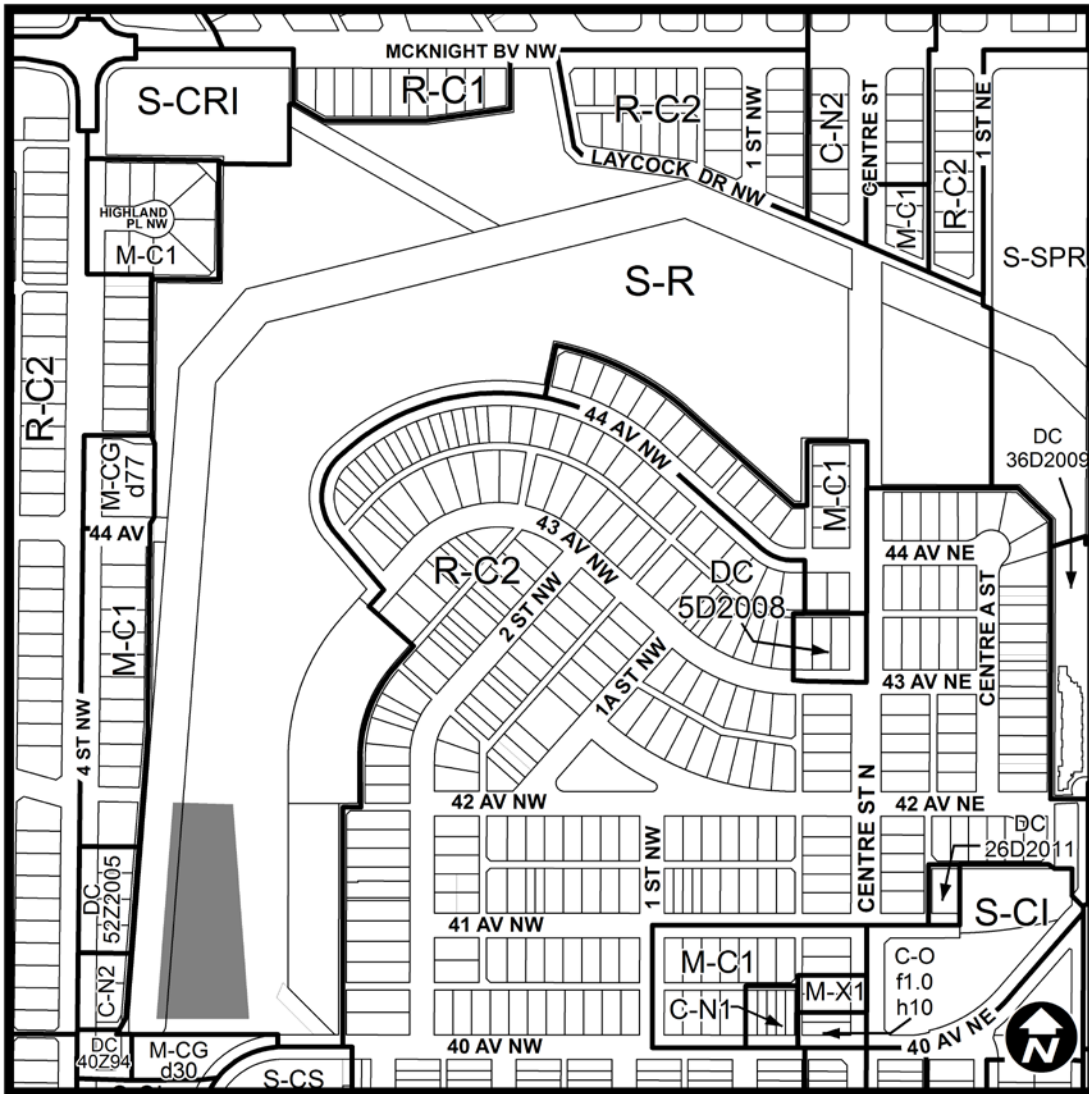 MCKNIGHT BV NW
S-CRI
R-C1
R-C2
1 ST NW
C-N2
CENTRE ST
1 ST NE
LAYCOCK DR NW
M-C1
R-C2
HIGHLAND
PL NW
M-C1
S-SPR
S-R
R-C2
44 AV NW
DC
36D2009
M-CG
d77
M-C1
44 AV
43 AV NW
44 AV NE
R-C2
DC
5D2008
2 ST NW
CENTRE A ST
M-C1
1A ST NW
43 AV NE
4 ST NW
42 AV NW
CENTRE ST N
42 AV NE
DC
26D2011
DC
52Z2005
1 ST NW
S-CI
41 AV NW
M-C1
C-O
f1.0
h10
C-N2
M-X1
C-N1
40 AV NE
N
DC
40Z94
M-CG
d30
40 AV NW
S-CS